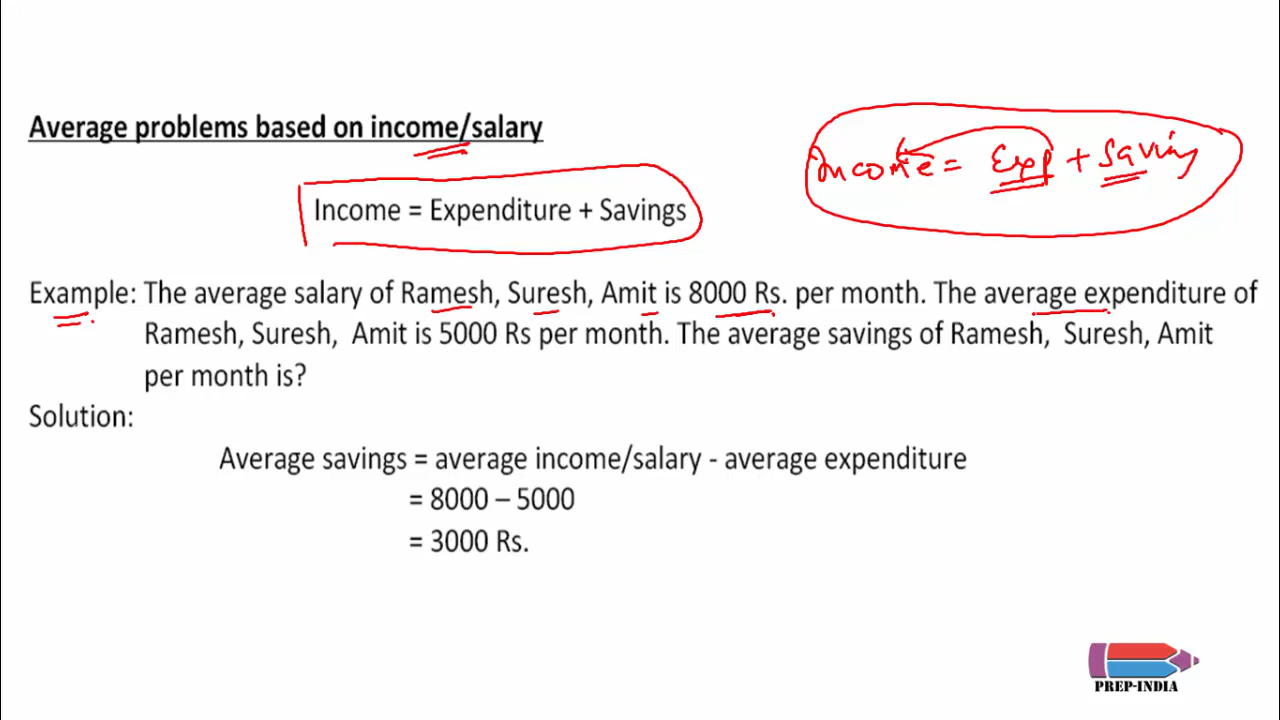 Average problems based on income/salary
Income = Exp + Saving
Income = Expenditure + Savings
Example: The average salary of Ramesh, Suresh, Amit is 8000 Rs. per month. The average expenditure of
Ramesh, Suresh, Amit is 5000 Rs per month. The average savings of Ramesh, Suresh, Amit
per month is?
Solution:
Average savings = average income/salary - average expenditure
= 8000 – 5000
= 3000 Rs.
PREP-INDIA